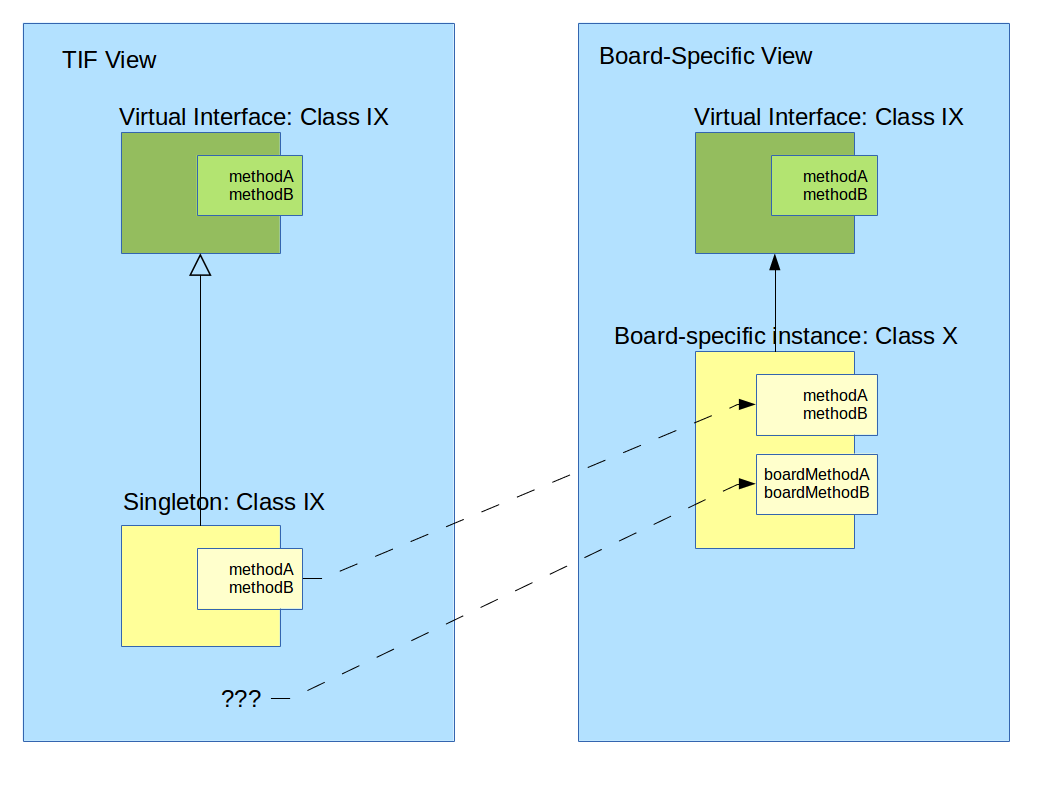 TIF View
Virtual Interface: Class IX
methodA
methodB
Singleton: Class IX
methodA
methodB
???
Board-Specific View
Virtual Interface: Class IX
methodA
methodB
Board-specific instance: Class X
methodA
methodB
boardMethodA
boardMethodB